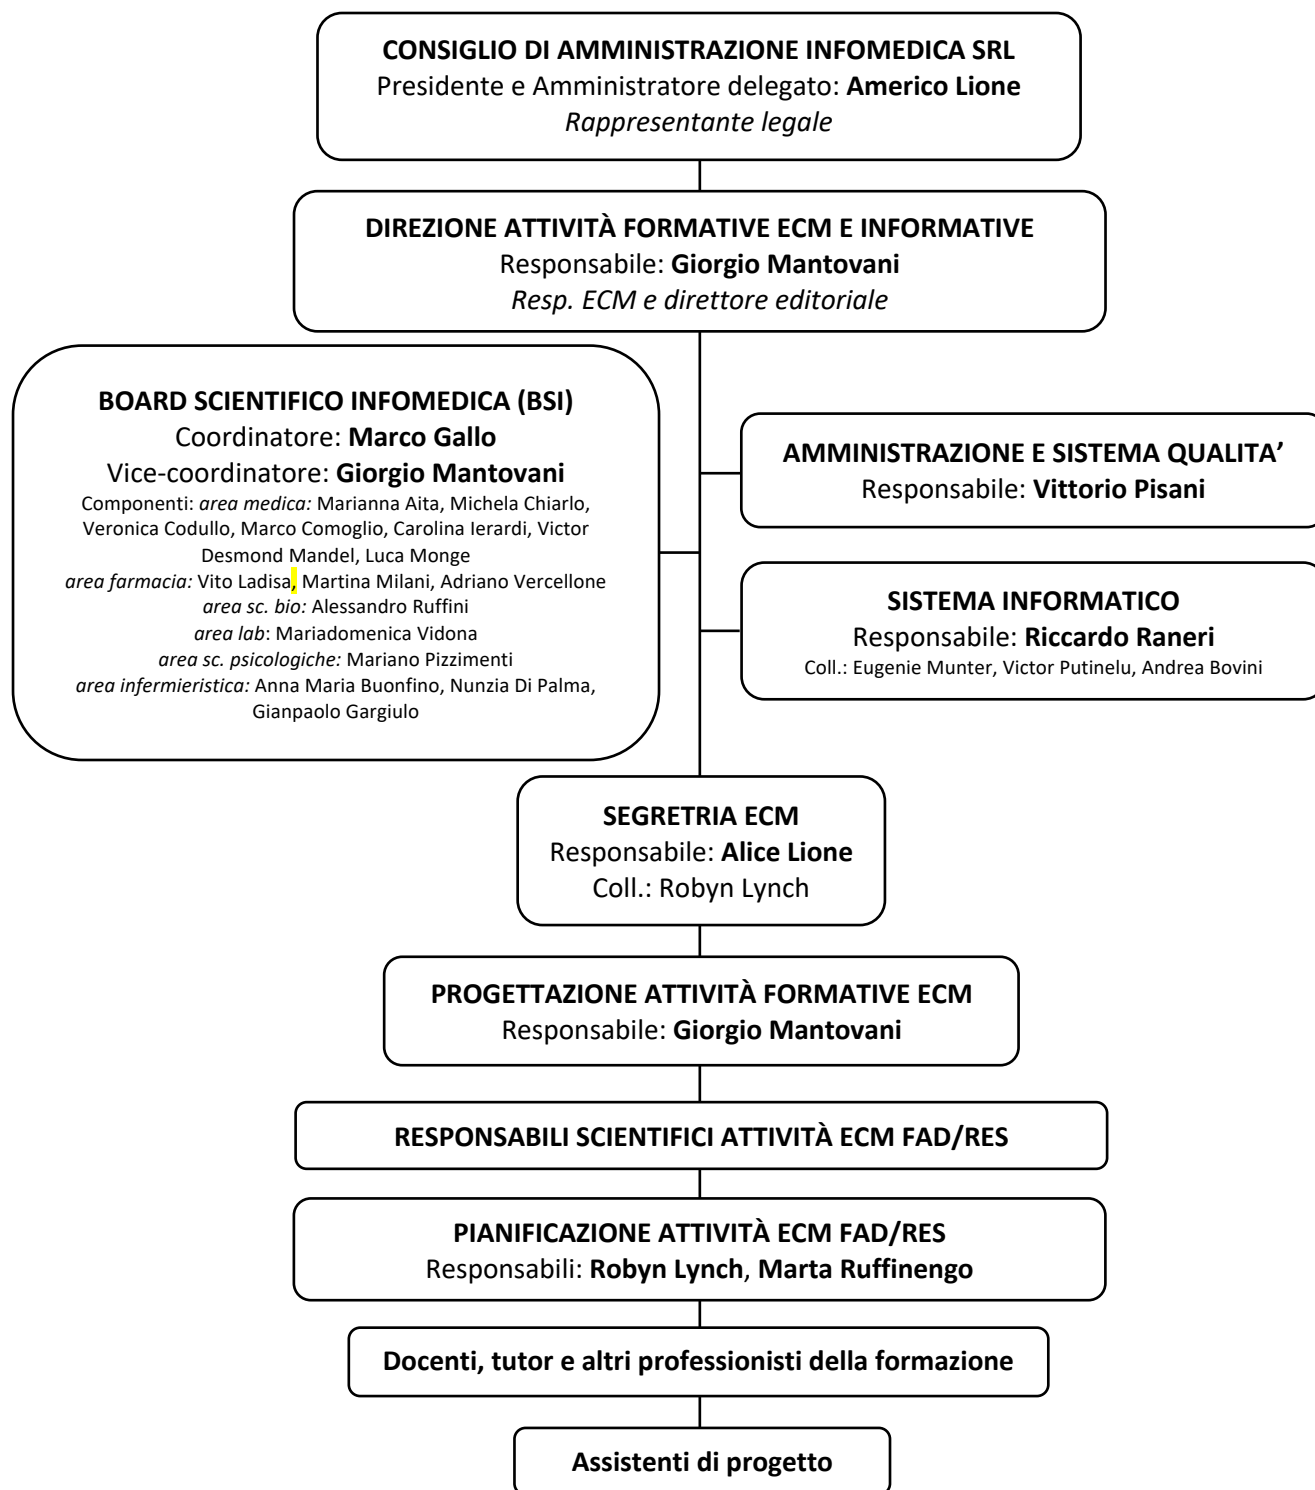 CONSIGLIO DI AMMINISTRAZIONE INFOMEDICA SRL
Presidente e Amministratore delegato: Americo Lione
Rappresentante legale
DIREZIONE ATTIVITÀ FORMATIVE ECM E INFORMATIVE
Responsabile: Giorgio Mantovani
Resp. ECM e direttore editoriale
BOARD SCIENTIFICO INFOMEDICA (BSI)
Coordinatore: Marco Gallo
Vice-coordinatore: Giorgio Mantovani
Componenti: area medica: Marianna Aita, Michela Chiarlo,
Veronica Codullo, Marco Comoglio, Carolina Ierardi, Victor
Desmond Mandel, Luca Monge
area farmacia: Vito Ladisa, Martina Milani, Adriano Vercellone
area sc. bio: Alessandro Ruffini
area lab: Mariadomenica Vidona
area sc. psicologiche: Mariano Pizzimenti
area infermieristica: Anna Maria Buonfino, Nunzia Di Palma,
Gianpaolo Gargiulo
AMMINISTRAZIONE E SISTEMA QUALITA’
Responsabile: Vittorio Pisani
SISTEMA INFORMATICO
Responsabile: Riccardo Raneri
Coll.: Eugenie Munter, Victor Putinelu, Andrea Bovini
SEGRETRIA ECM
Responsabile: Alice Lione
Coll.: Robyn Lynch
PROGETTAZIONE ATTIVITÀ FORMATIVE ECM
Responsabile: Giorgio Mantovani
RESPONSABILI SCIENTIFICI ATTIVITÀ ECM FAD/RES
PIANIFICAZIONE ATTIVITÀ ECM FAD/RES
Responsabili: Robyn Lynch, Marta Ruffinengo
Docenti, tutor e altri professionisti della formazione
Assistenti di progetto